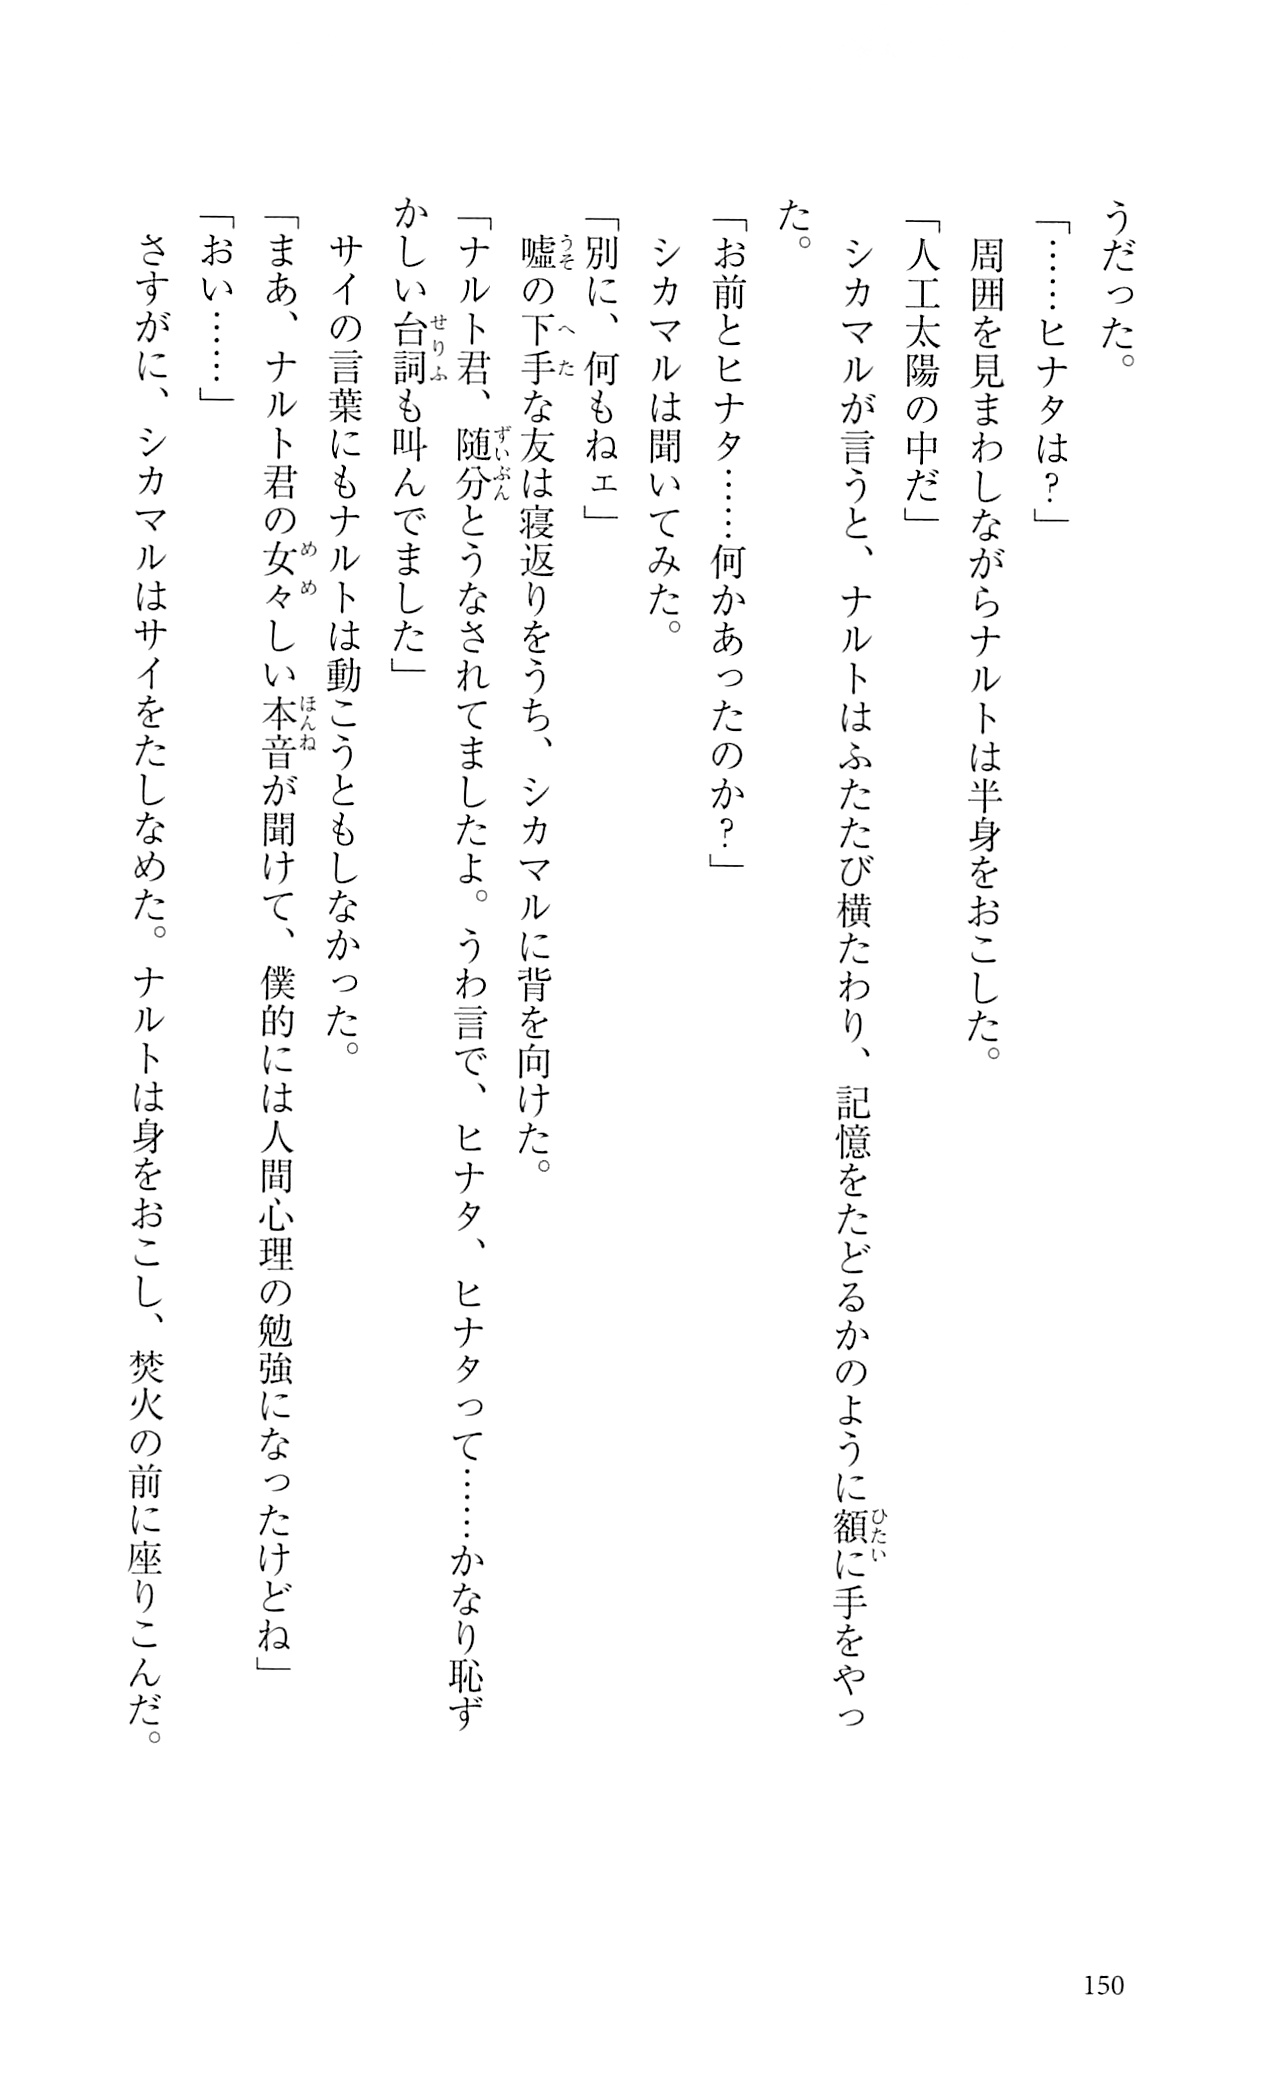 うだった。
「……ヒナタは？」
周囲を見まわしながらナルトは半身をおこした。
「人工太陽の中だ」
シカマルが言うと、ナルトはふたたび横たわり、記憶をたどるかのように額に手をやっ
た。
「お前とヒナタ……何かあったのか？」
シカマルは聞いてみた。
「別に、何もねェ」
嘘の下手な友は寝返りをうち、シカマルに背を向けた。
「ナルト君、随分とうなされてましたよ。うわ言で、ヒナタ、ヒナタって……かなり恥ず
かしい台詞も叫んでました」
サイの言葉にもナルトは動こうともしなかった。
「まあ、ナルト君の女々しい本音が聞けて、僕的には人間心理の勉強になったけどね」
「おい……」
さすがに、シカマルはサイをたしなめた。ナルトは身をおこし、焚火の前に座りこんだ。
150